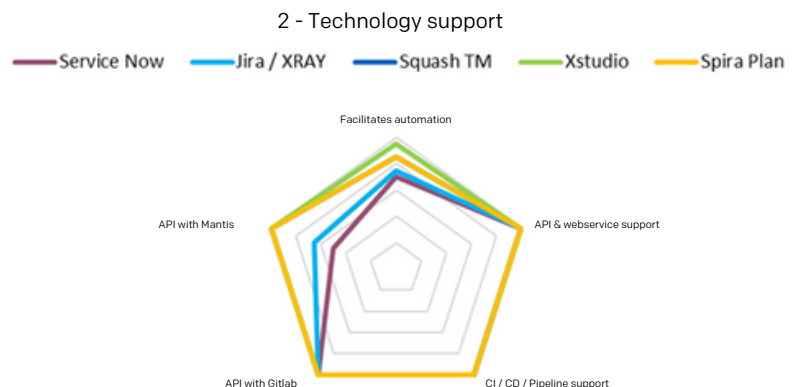 2 - Technology support
Service Now Jira / XRAY Squash TM Xstudio Spira Plan
Facilitates automation
API with Mantis API & webservice support
API with Gitlab CI / CD / Pipeline support